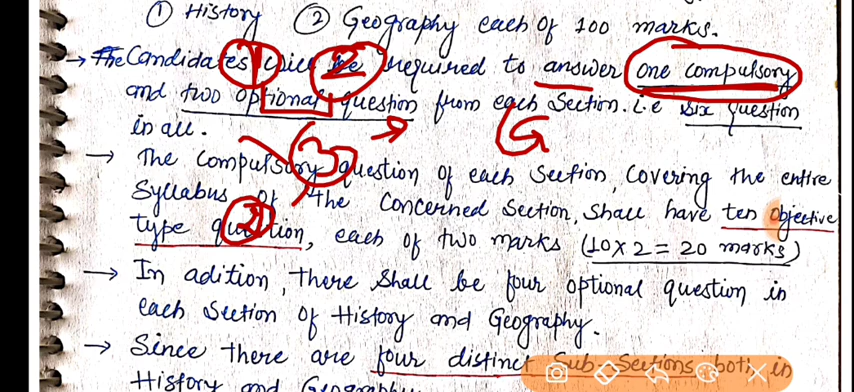 ① History ② Geography each of 100 marks.
→ The Candidates will be required to answer one compulsory
and two optional question from each Section. i.e six question
in all.
→ The Compulsory question of each Section, Covering the entire
Syllabus of the Concerned Section, Shall have ten objective
type question, each of two marks (10×2=20 marks)
→ In adition, there Shall be four optional question in
each Section of History and Geography.
→ Since there are four distinct Sub Sections both in
History and Geography
2
3
2
G